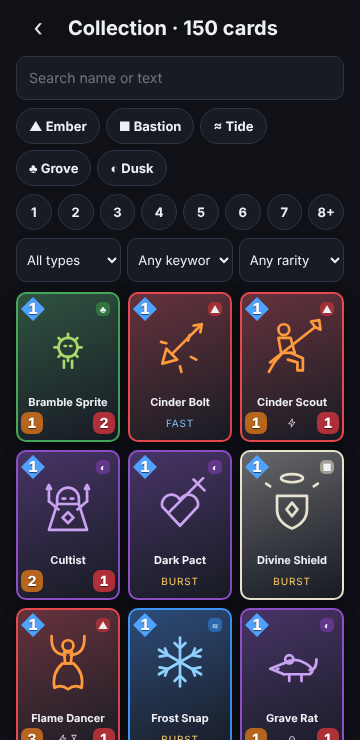 Collection · 150 cards
Search name or text
Ember
Bastion
Tide
Grove
Dusk
1 2 3 4 5 6 7 8+
All types
Any keywor
Any rarity
1
Bramble Sprite
1 2
1
Cinder Bolt
FAST
1
Cinder Scout
1 1
1
Cultist
2 1
1
Dark Pact
BURST
1
Divine Shield
BURST
1
Flame Dancer
3 1
1
Frost Snap
1
Grave Rat
1 1